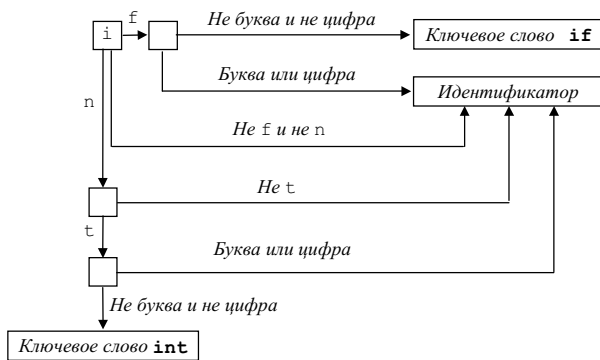 f
Не буква и не цифра
i
Ключевое слово if
Буква или цифра
n
Идентификатор
Не f и не n
Не t
t
Буква или цифра
Не буква и не цифра
Ключевое слово int